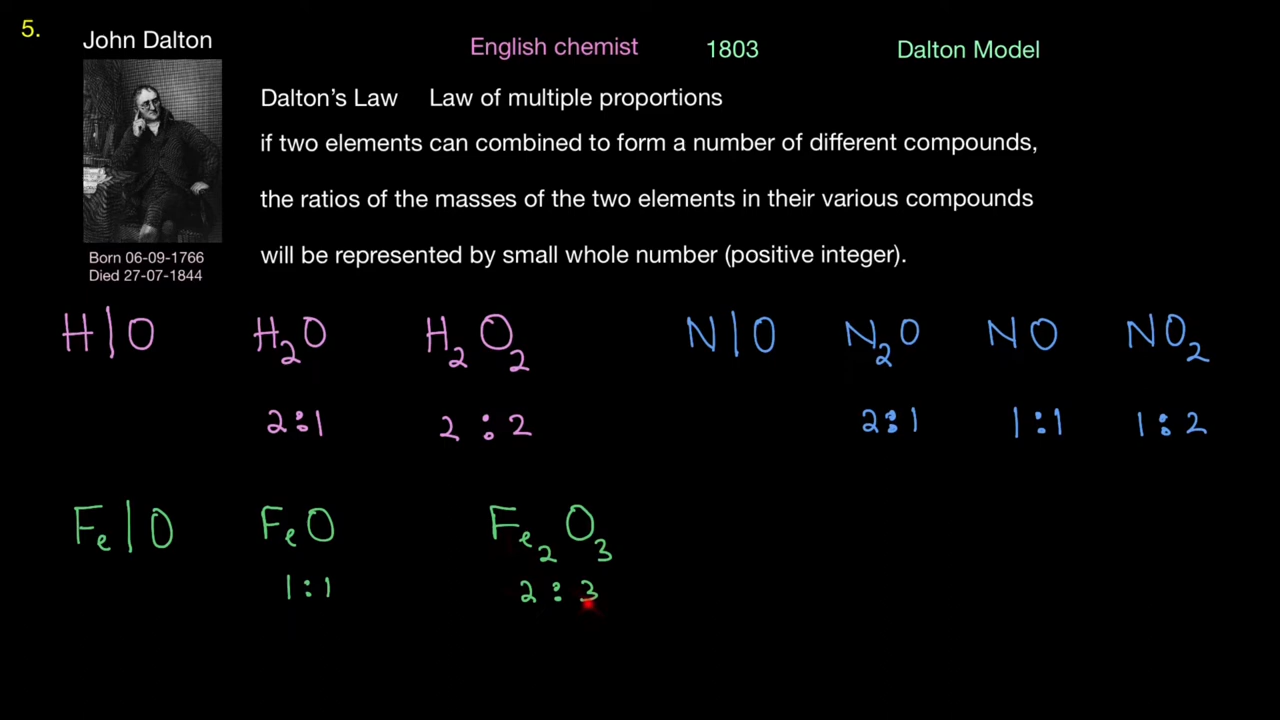 5.
John Dalton
English chemist 1803 Dalton Model
Dalton's Law Law of multiple proportions
if two elements can combined to form a number of different compounds,
the ratios of the masses of the two elements in their various compounds
will be represented by small whole number (positive integer).
Born 06-09-1766
Died 27-07-1844
H|O H₂O H₂O₂ N|O N₂O NO NO₂
2:1 2:2 2:1 1:1 1:2
Fe|O FeO Fe₂O₃
1:1 2:3